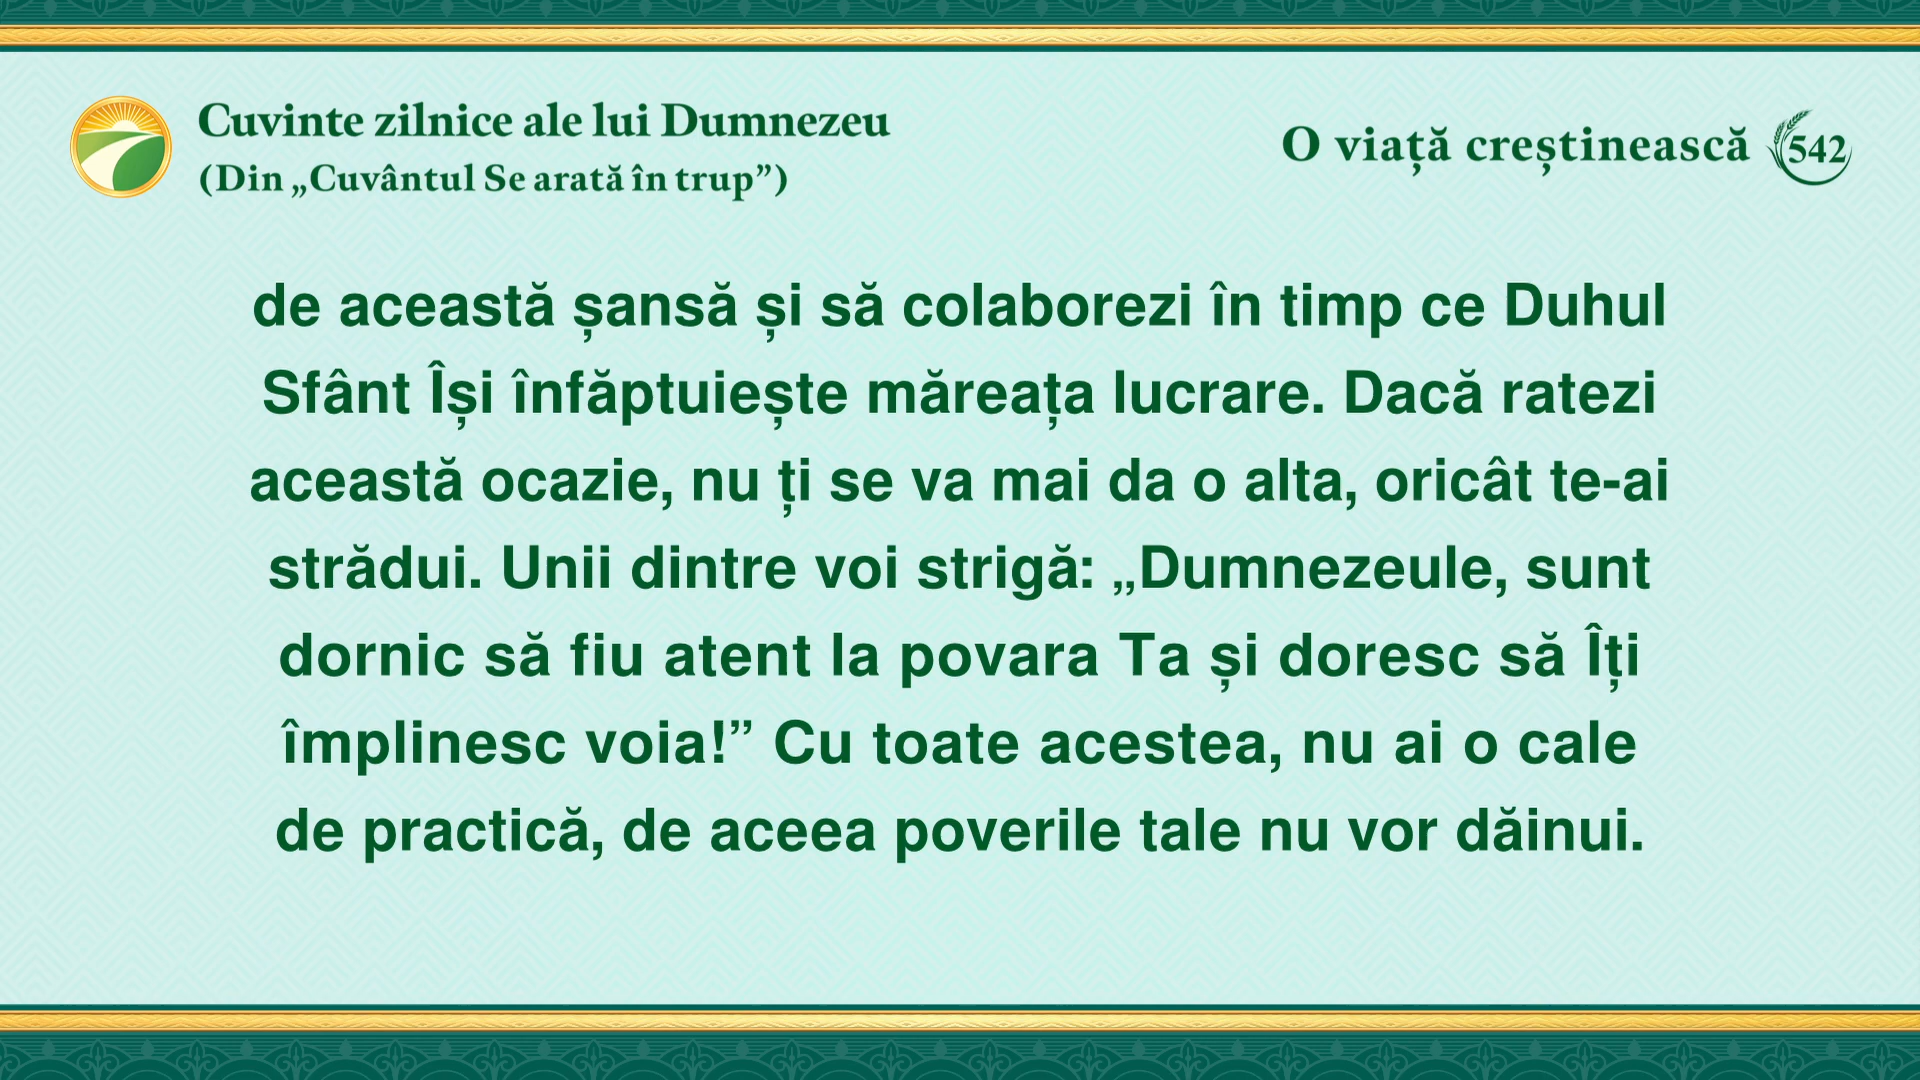 Cuvinte zilnice ale lui Dumnezeu
(Din „Cuvântul Se arată în trup”)
O viață creștinească 542
de această șansă și să colaborezi în timp ce Duhul
Sfânt Își înfăptuiește măreața lucrare. Dacă ratezi
această ocazie, nu ți se va mai da o alta, oricât te-ai
strădui. Unii dintre voi strigă: „Dumnezeule, sunt
dornic să fiu atent la povara Ta și doresc să Îți
împlinesc voia!” Cu toate acestea, nu ai o cale
de practică, de aceea poverile tale nu vor dăinui.